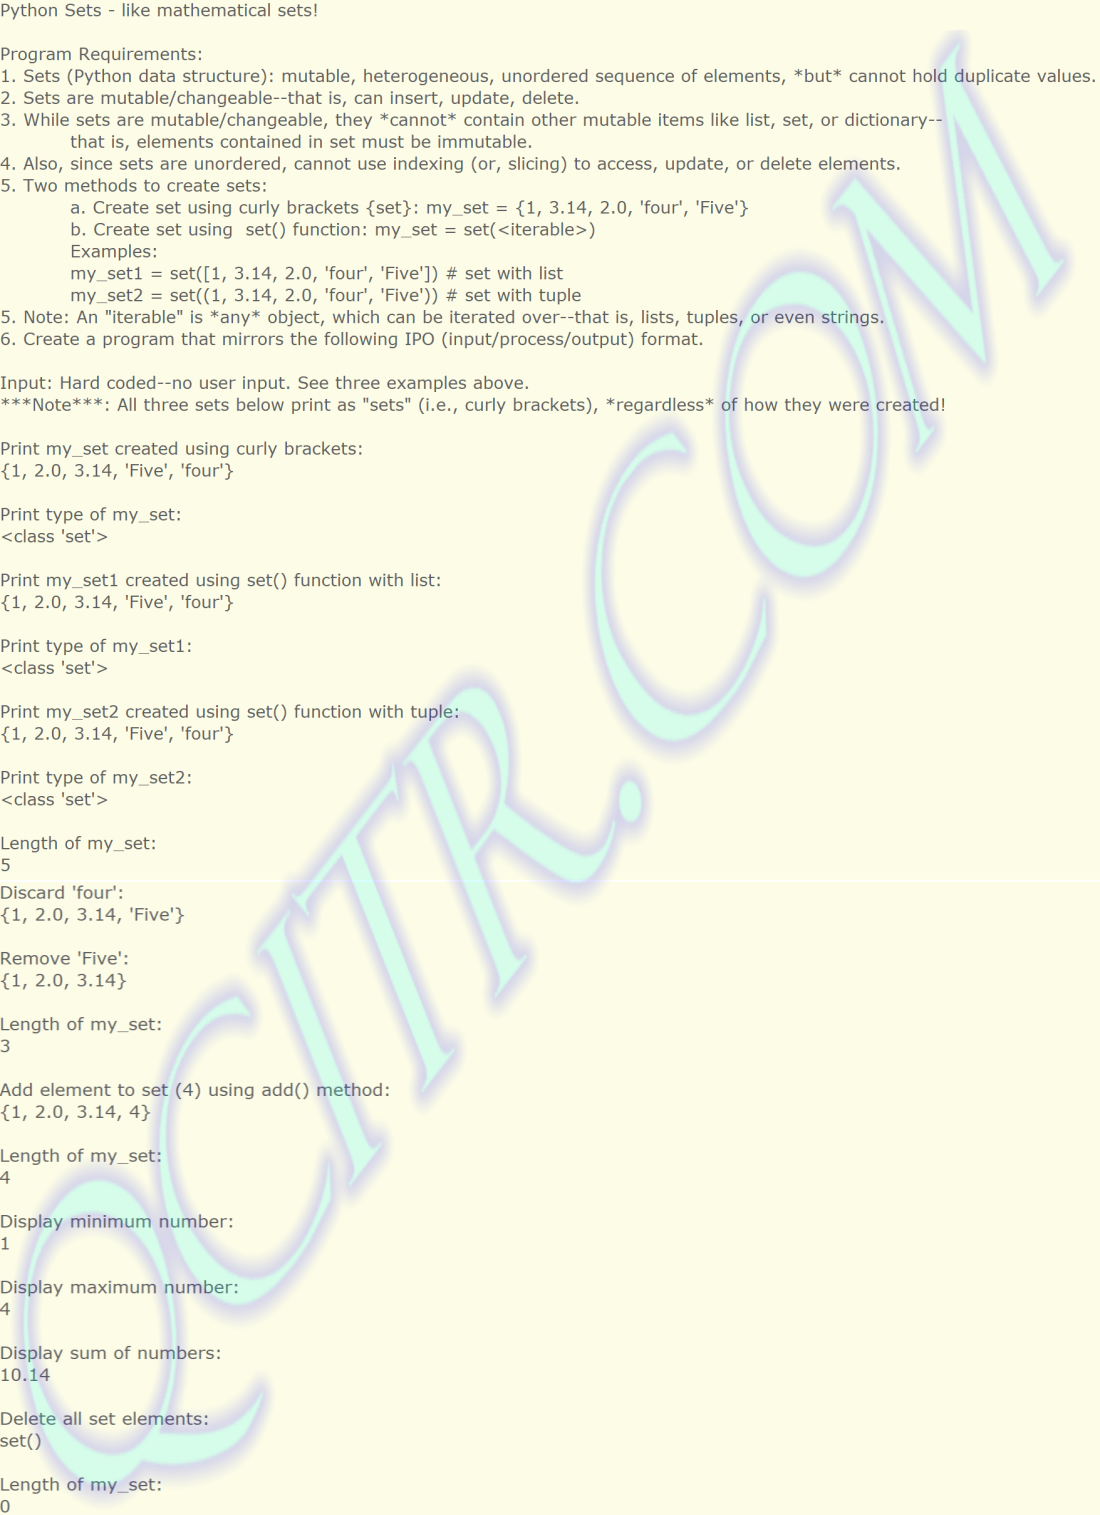 Python Sets - like mathematical sets!
Program Requirements:
1. Sets (Python data structure): mutable, heterogeneous, unordered sequence of elements, *but* cannot hold duplicate values.
2. Sets are mutable/changeable--that is, can insert, update, delete.
3. While sets are mutable/changeable, they *cannot* contain other mutable items like list, set, or dictionary--
that is, elements contained in set must be immutable.
4. Also, since sets are unordered, cannot use indexing (or, slicing) to access, update, or delete elements.
5. Two methods to create sets:
a. Create set using curly brackets {set}: my_set = {1, 3.14, 2.0, 'four', 'Five'}
b. Create set using  set() function: my_set = set(<iterable>)
Examples:
my_set1 = set([1, 3.14, 2.0, 'four', 'Five']) # set with list
my_set2 = set((1, 3.14, 2.0, 'four', 'Five')) # set with tuple
5. Note: An "iterable" is *any* object, which can be iterated over--that is, lists, tuples, or even strings.
6. Create a program that mirrors the following IPO (input/process/output) format.
Input: Hard coded--no user input. See three examples above.
***Note***: All three sets below print as "sets" (i.e., curly brackets), *regardless* of how they were created!
Print my_set created using curly brackets:
{1, 2.0, 3.14, 'Five', 'four'}
Print type of my_set:
<class 'set'>
Print my_set1 created using set() function with list:
{1, 2.0, 3.14, 'Five', 'four'}
Print type of my_set1:
<class 'set'>
Print my_set2 created using set() function with tuple:
{1, 2.0, 3.14, 'Five', 'four'}
Print type of my_set2:
<class 'set'>
Length of my_set:
5
Discard 'four':
{1, 2.0, 3.14, 'Five'}
Remove 'Five':
{1, 2.0, 3.14}
Length of my_set:
3
Add element to set (4) using add() method:
{1, 2.0, 3.14, 4}
Length of my_set:
4
Display minimum number:
1
Display maximum number:
4
Display sum of numbers:
10.14
Delete all set elements:
set()
Length of my_set:
0
QCITR.COM